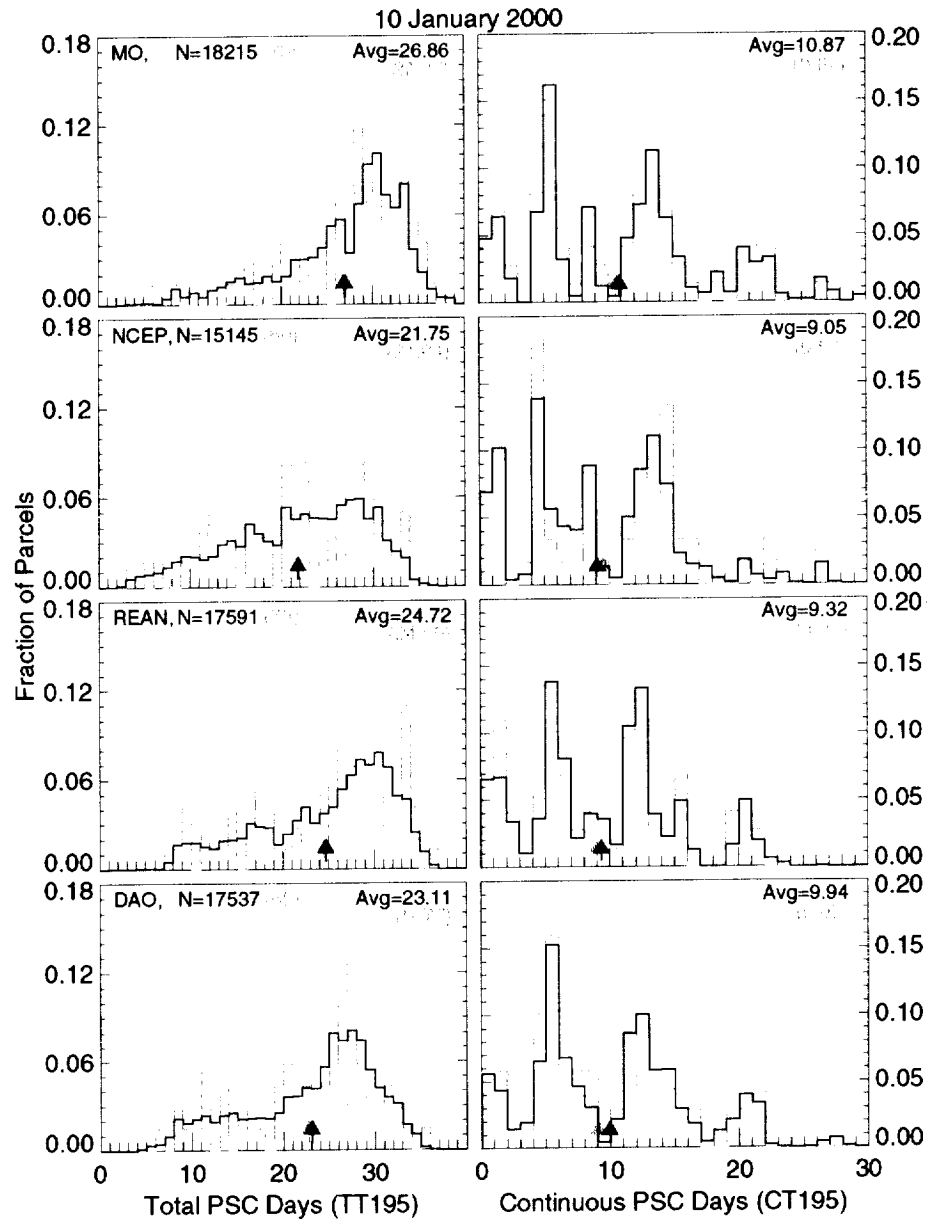 10 January 2000
0.18
MO, N=18215
Avg=26.86
0.12
0.06
0.00
Avg=10.87
0.20
0.15
0.10
0.05
0.00
0.18
NCEP, N=15145
Avg=21.75
0.12
0.06
0.00
Avg=9.05
0.20
0.15
0.10
0.05
0.00
Fraction of Parcels
0.18
REAN, N=17591
Avg=24.72
0.12
0.06
0.00
Avg=9.32
0.20
0.15
0.10
0.05
0.00
0.18
DAO, N=17537
Avg=23.11
0.12
0.06
0.00
Avg=9.94
0.20
0.15
0.10
0.05
0.00
0 10 20 30
Total PSC Days (TT195)
0 10 20 30
Continuous PSC Days (CT195)